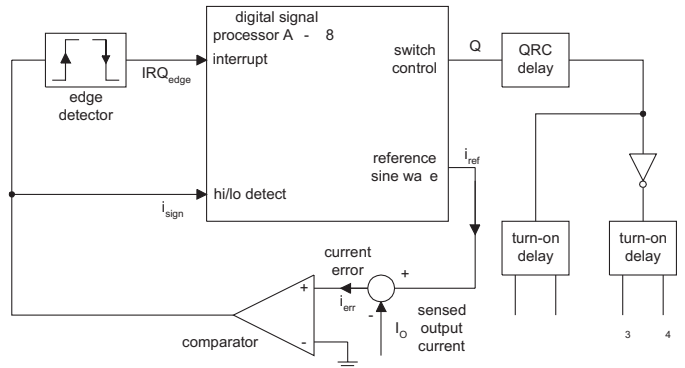 digital signal
processor A - 8
interrupt
switch
control
Q
QRC
delay
IRQedge
edge
detector
reference
sine wa e
iref
hi/lo detect
isign
turn-on
delay
turn-on
delay
current
error
+
+
ierr
-
IO
sensed
output
current
comparator
-
3 4